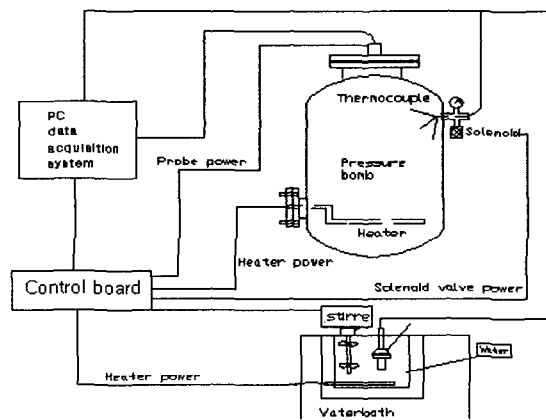 Thermocouple
PC
data
acquisition
system
Solenoid
Probe power
Pressure
bomb
Heater
Heater power
Control board
Solenoid valve power
stirre
Water
Heater power
Waterbath